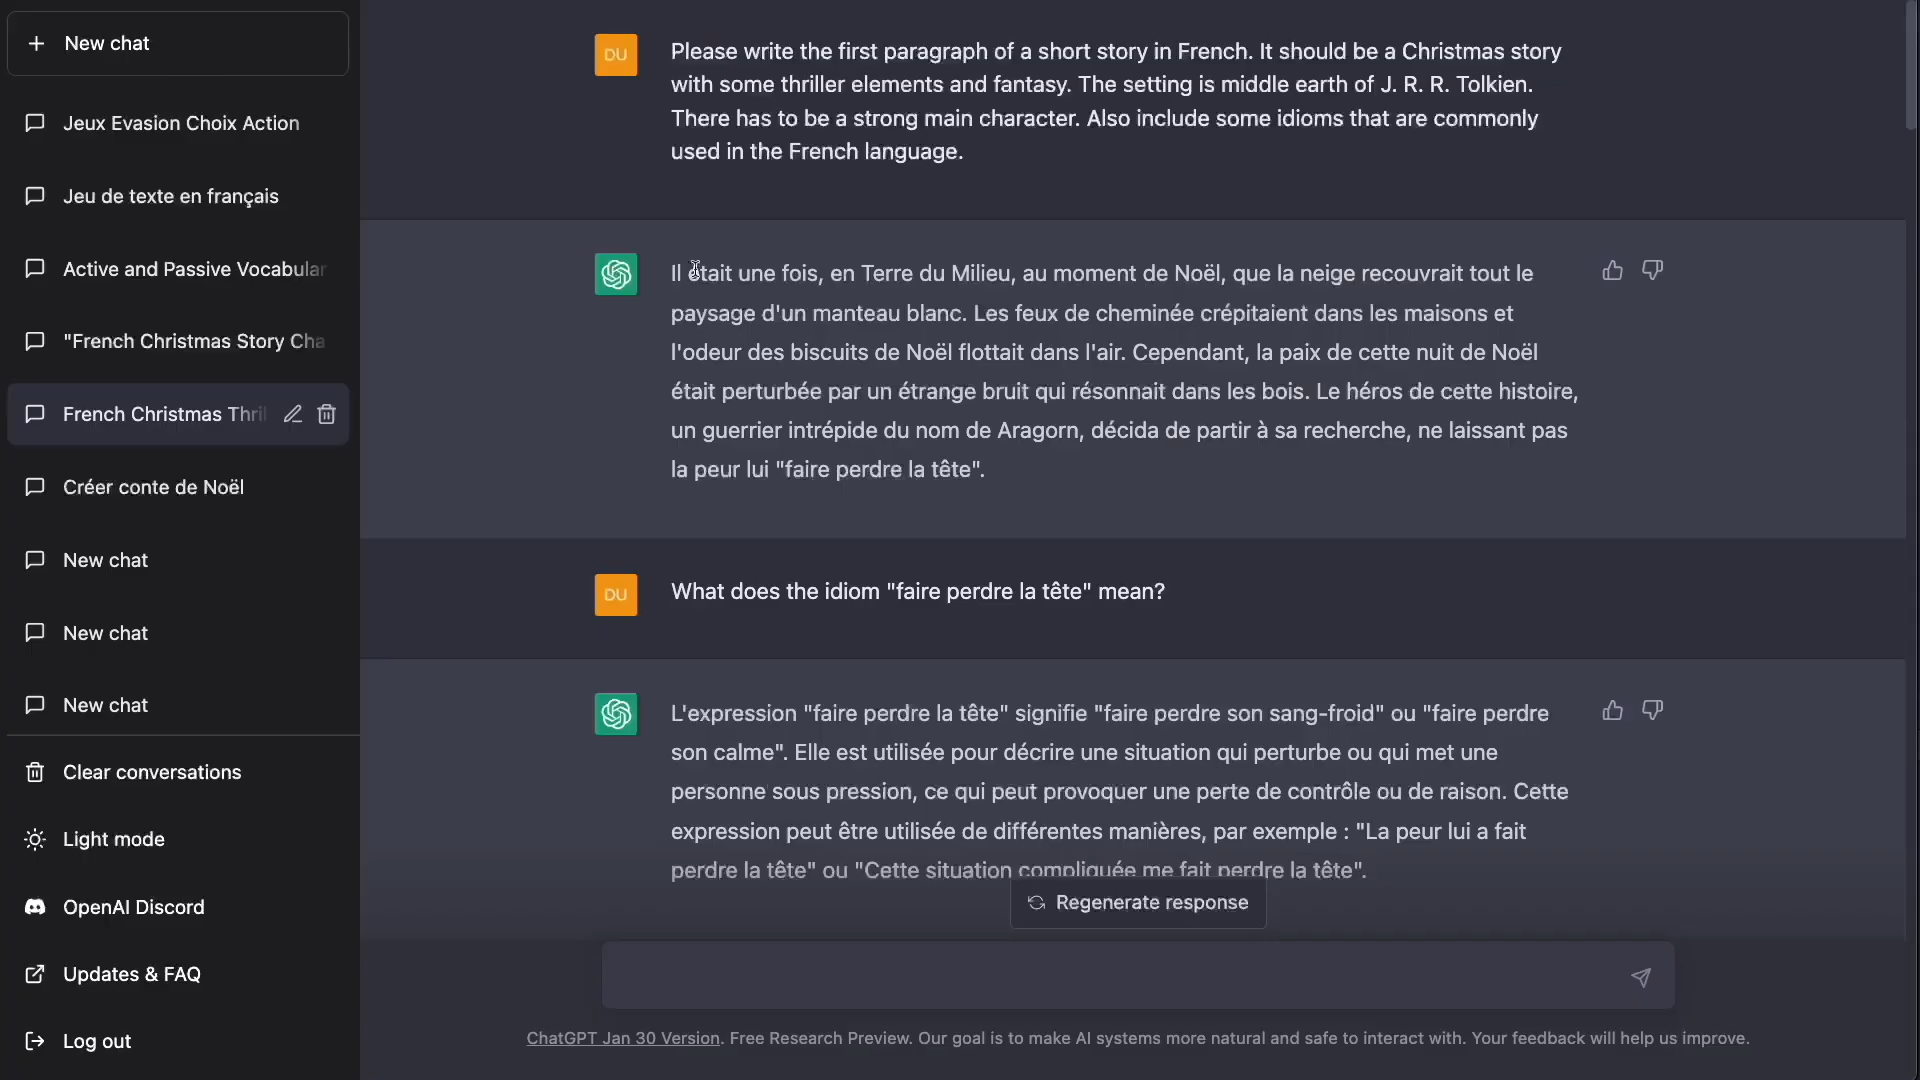 New chat
Jeux Evasion Choix Action
Jeu de texte en français
Active and Passive Vocabular
"French Christmas Story Cha
French Christmas Thri
Créer conte de Noël
New chat
New chat
New chat
Clear conversations
Light mode
OpenAI Discord
Updates & FAQ
Log out
DU
Please write the first paragraph of a short story in French. It should be a Christmas story
with some thriller elements and fantasy. The setting is middle earth of J. R. R. Tolkien.
There has to be a strong main character. Also include some idioms that are commonly
used in the French language.
Il était une fois, en Terre du Milieu, au moment de Noël, que la neige recouvrait tout le
paysage d'un manteau blanc. Les feux de cheminée crépitaient dans les maisons et
l'odeur des biscuits de Noël flottait dans l'air. Cependant, la paix de cette nuit de Noël
était perturbée par un étrange bruit qui résonnait dans les bois. Le héros de cette histoire,
un guerrier intrépide du nom de Aragorn, décida de partir à sa recherche, ne laissant pas
la peur lui "faire perdre la tête".
DU
What does the idiom "faire perdre la tête" mean?
L'expression "faire perdre la tête" signifie "faire perdre son sang-froid" ou "faire perdre
son calme". Elle est utilisée pour décrire une situation qui perturbe ou qui met une
personne sous pression, ce qui peut provoquer une perte de contrôle ou de raison. Cette
expression peut être utilisée de différentes manières, par exemple : "La peur lui a fait
perdre la tête" ou "Cette situation compliquée me fait perdre la tête".
Regenerate response
ChatGPT Jan 30 Version. Free Research Preview. Our goal is to make AI systems more natural and safe to interact with. Your feedback will help us improve.